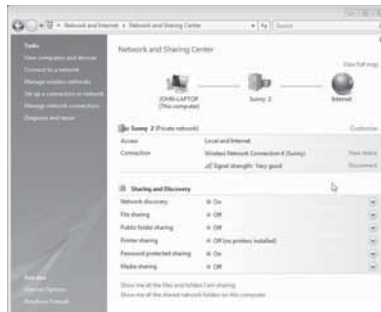 Network and Internet ▸ Network and Sharing Center
Search
Tasks
View computers and devices
Connect to a network
Manage wireless networks
Set up a connection or network
Manage network connections
Diagnose and repair
Network and Sharing Center
View full map
JOHN-LAPTOP
(This computer)
Sunny 2
Internet
Sunny 2 (Private network)
Customize
Access
Local and Internet
Connection
Wireless Network Connection 4 (Sunny)
View status
Signal strength: Very good
Disconnect
Sharing and Discovery
Network discovery
On
File sharing
Off
Public folder sharing
Off
Printer sharing
Off (no printers installed)
Password protected sharing
On
Media sharing
Off
Show me all the files and folders I am sharing
Show me all the shared network folders on this computer
See also
Internet Options
Windows Firewall